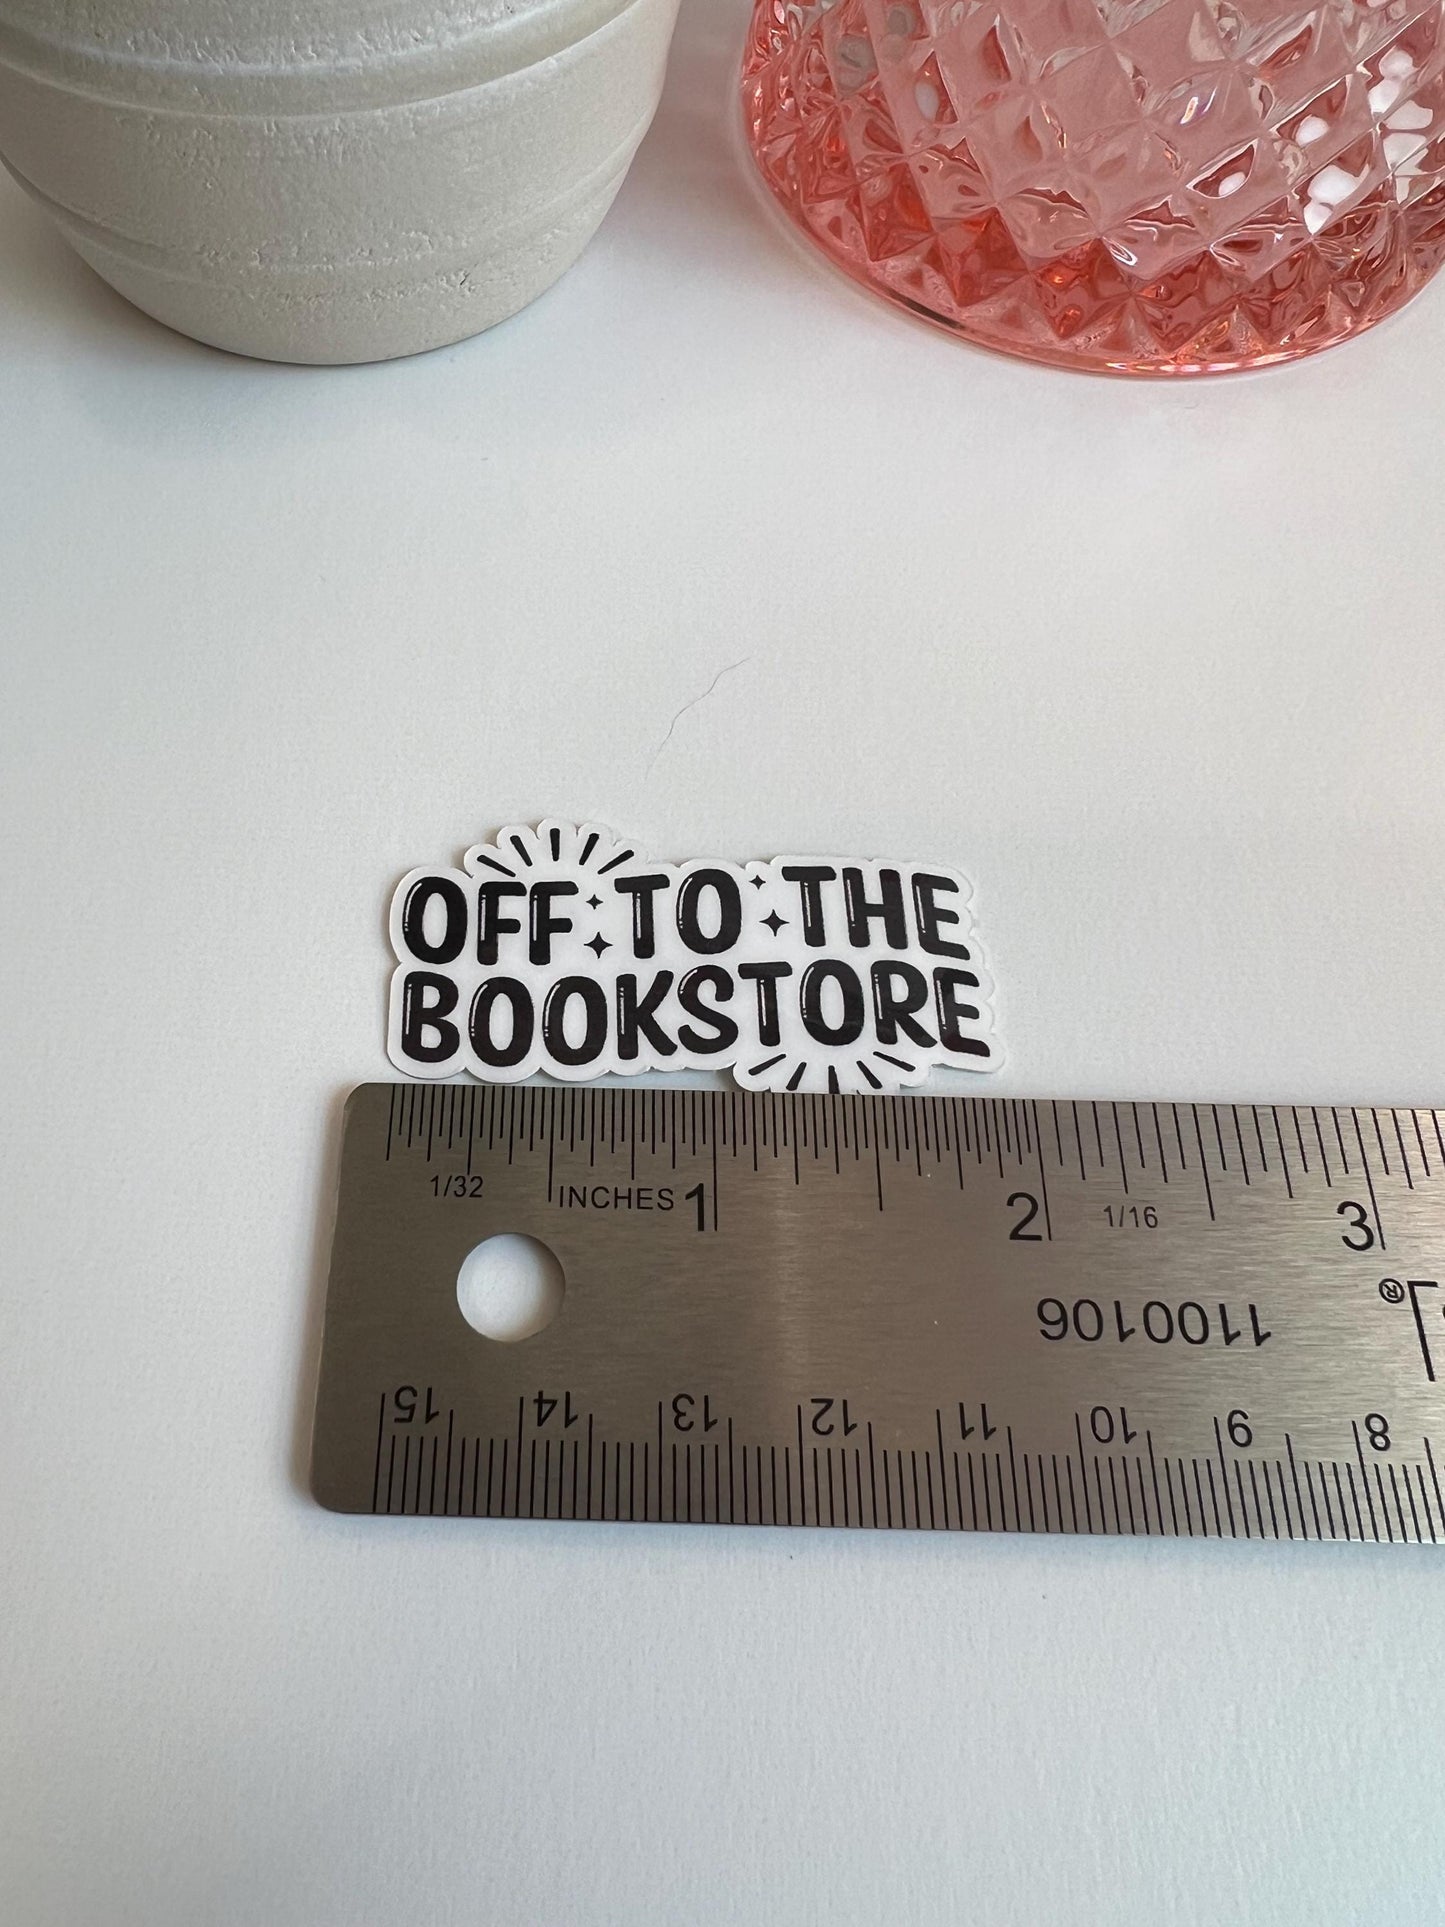 OFF TO THE
BOOKSTORE
1/32 INCHES 1 2 1/16 3
1100106 ®
15 14 13 12 11 10 9 8